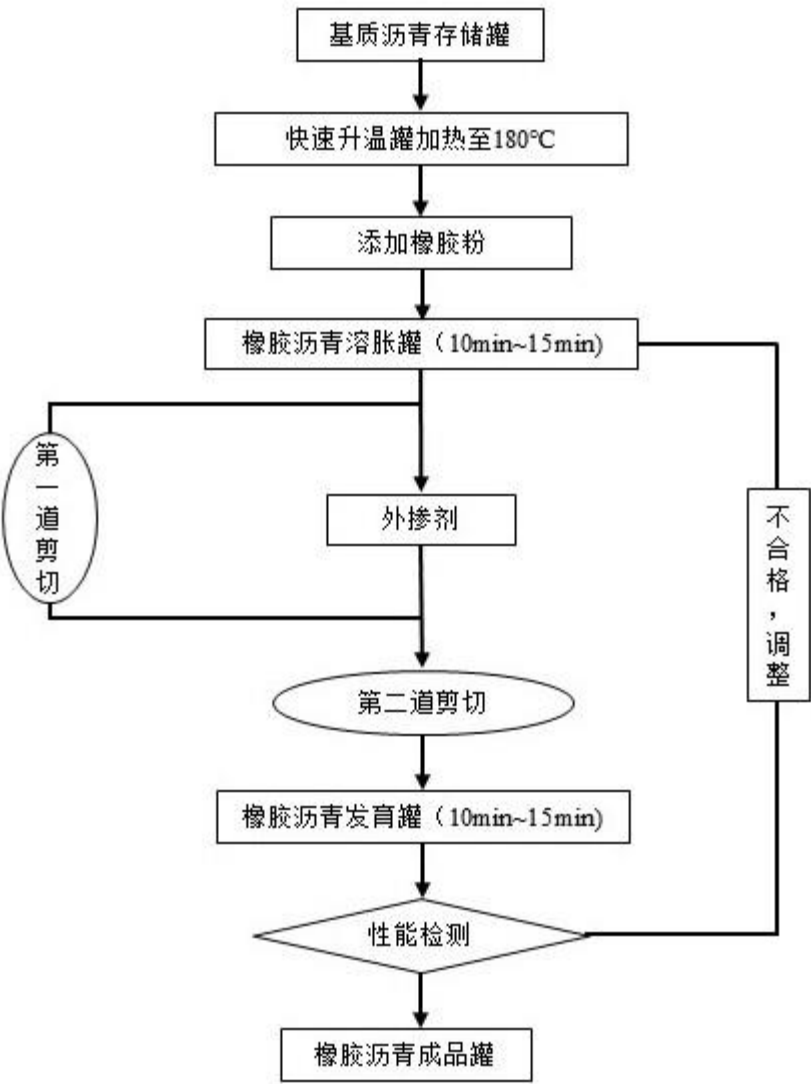 基质沥青存储罐
快速升温罐加热至180℃
添加橡胶粉
橡胶沥青溶胀罐（10min~15min)
第一道剪切
外掺剂
不合格，调整
第二道剪切
橡胶沥青发育罐（10min~15min)
性能检测
橡胶沥青成品罐